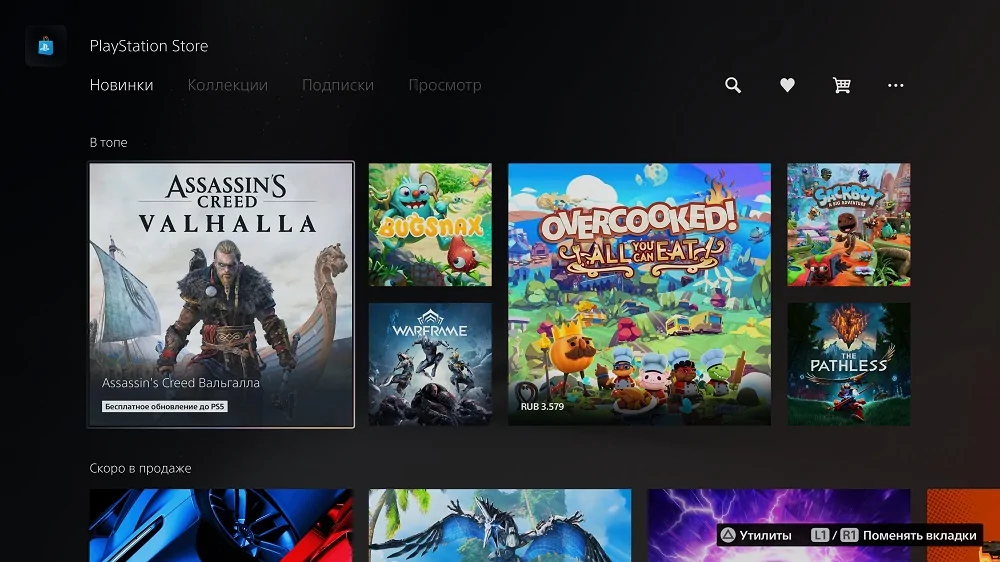 PlayStation Store
Новинки Коллекции Подписки Просмотр
В топе
ASSASSIN'S
CREED
VALHALLA
Assassin's Creed Вальгалла
Бесплатное обновление до PS5
BUGSNAX
WARFRAME
OVERCOOKED!
ALL YOU CAN EAT!
RUB 3.579
SACKBOY
A BIG ADVENTURE
THE
PATHLESS
Скоро в продаже
Утилиты L1 / R1 Поменять вкладки